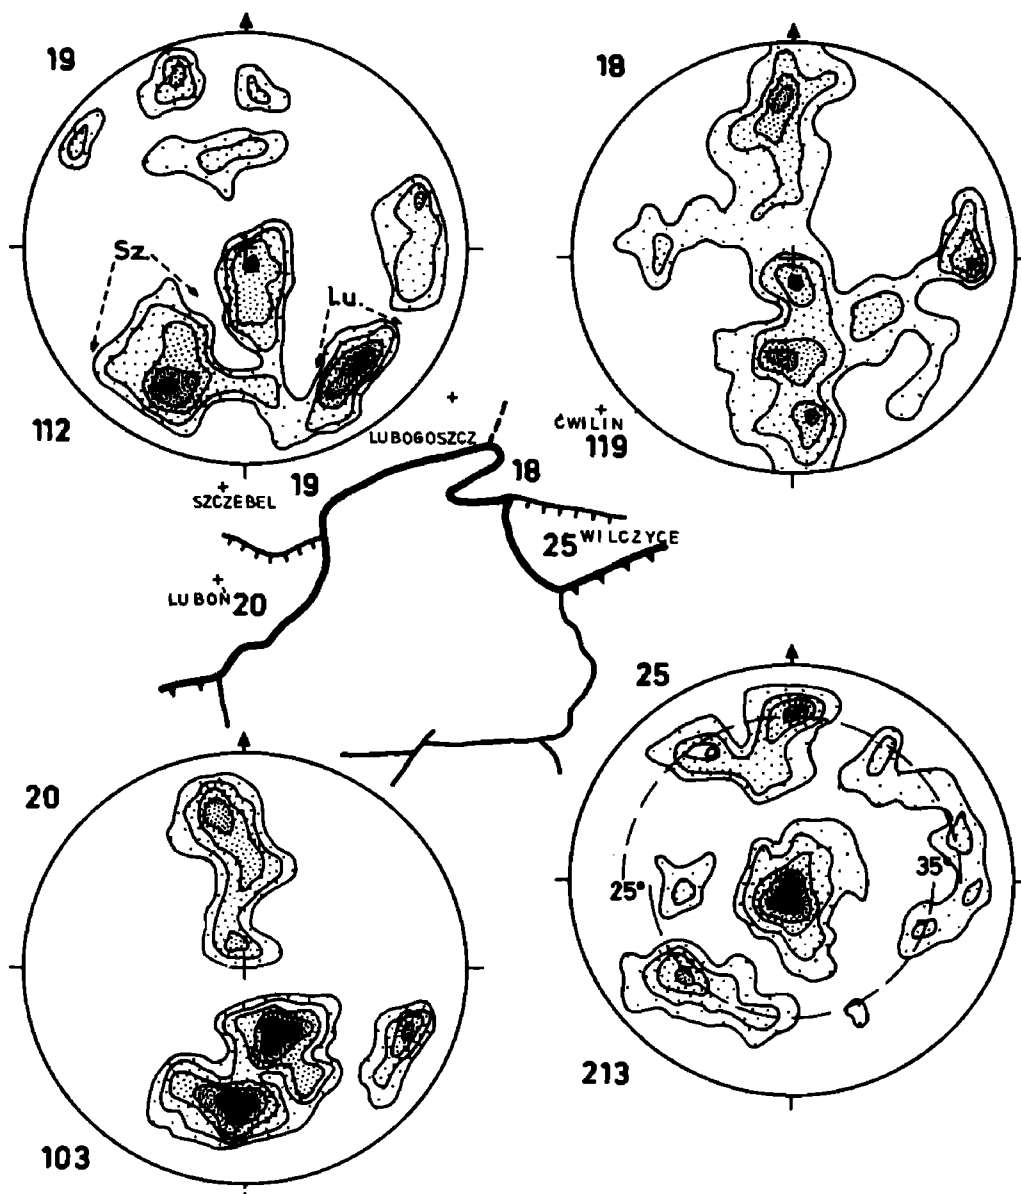 19
18
Sz.
Lu.
112
LUBOGOSZCZ
ĆWILIN
119
19
18
SZCZEBEL
25
WILCZYCE
LUBOŃ
20
25
20
25°
35°
213
103